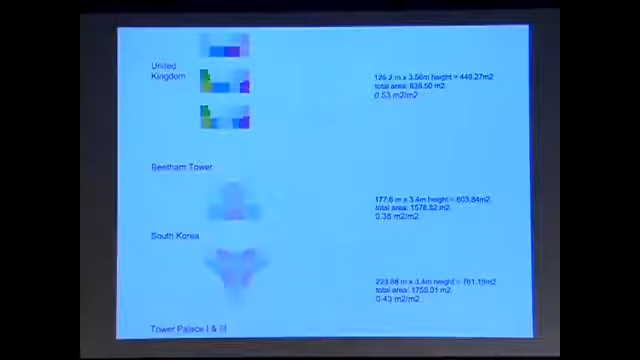 United
Kingdom
126.2 m x 3.56m height = 449.27m2
total area: 838.50 m2
0.53 m2/m2
Beetham Tower
177.6 m x 3.4m height = 603.84m2
total area: 1578.32 m2
0.38 m2/m2
South Korea
223.88 m x 3.4m height = 761.19m2
total area: 1755.01 m2
0.43 m2/m2
Tower Palace I & III